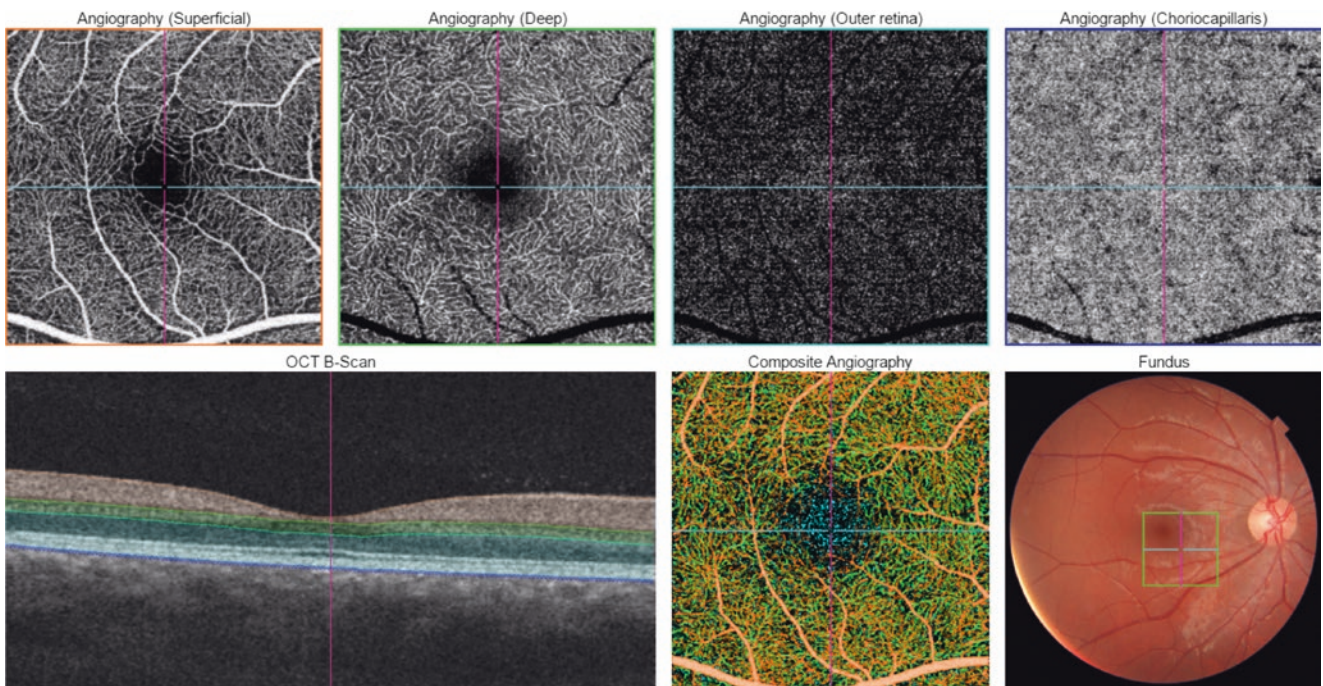 Angiography (Superficial)
Angiography (Deep)
Angiography (Outer retina)
Angiography (Choriocapillaris)
OCT B-Scan
Composite Angiography
Fundus